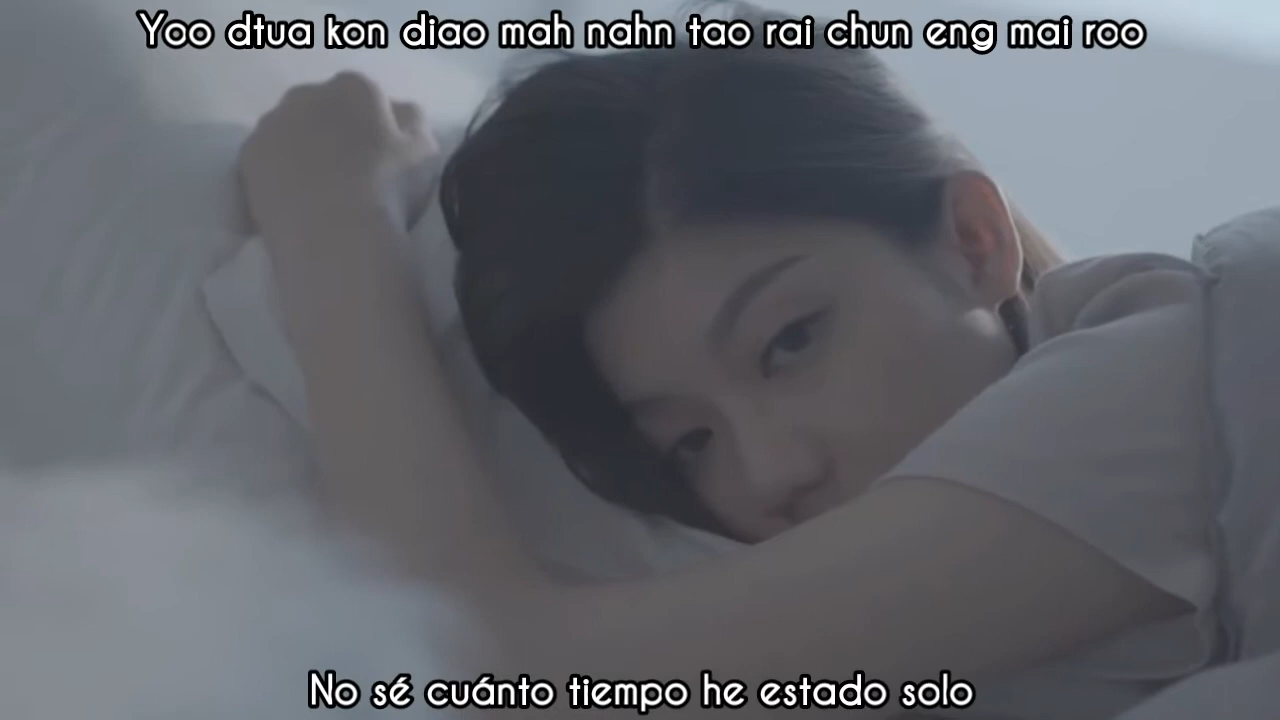 Yoo dtua kon diao mah nahn tao rai chun eng mai roo
No sé cuánto tiempo he estado solo